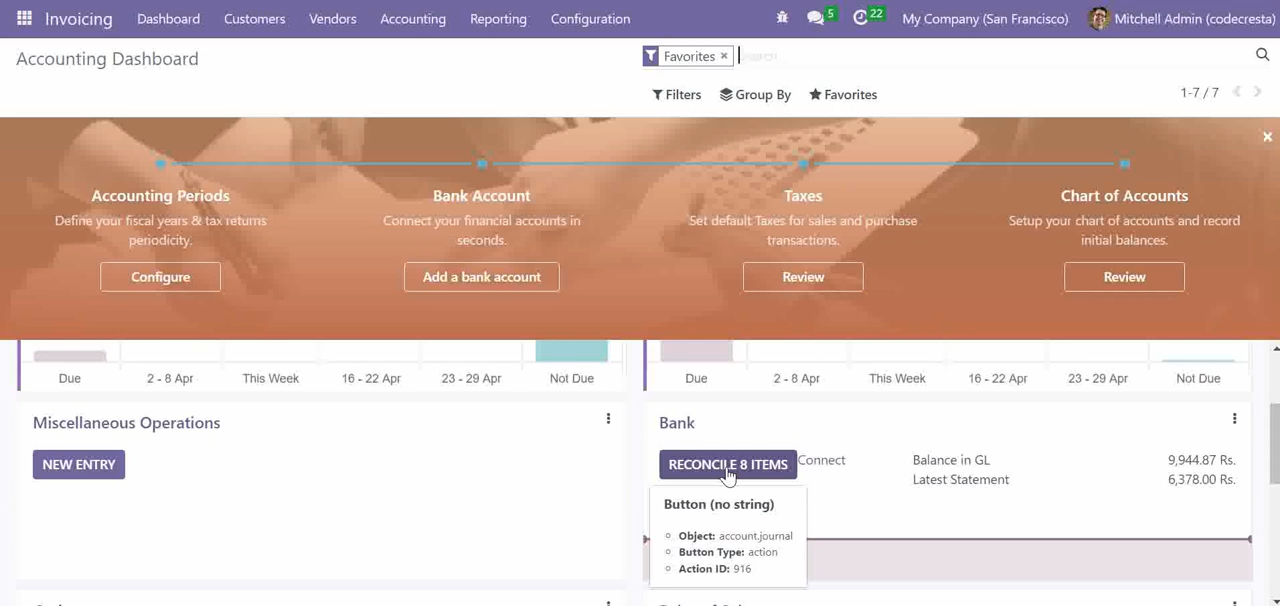 Invoicing Dashboard Customers Vendors Accounting Reporting Configuration 5 22 My Company (San Francisco) Mitchell Admin (codecresta)
Accounting Dashboard
Favorites ×
Filters Group By Favorites 1-7 / 7
Accounting Periods
Define your fiscal years & tax returns
periodicity.
Configure
Bank Account
Connect your financial accounts in
seconds.
Add a bank account
Taxes
Set default Taxes for sales and purchase
transactions.
Review
Chart of Accounts
Setup your chart of accounts and record
initial balances.
Review
Due 2 - 8 Apr This Week 16 - 22 Apr 23 - 29 Apr Not Due
Due 2 - 8 Apr This Week 16 - 22 Apr 23 - 29 Apr Not Due
Miscellaneous Operations
NEW ENTRY
Bank
RECONCILE 8 ITEMS Connect
Balance in GL 9,944.87 Rs.
Latest Statement 6,378.00 Rs.
Button (no string)
Object: account.journal
Button Type: action
Action ID: 916